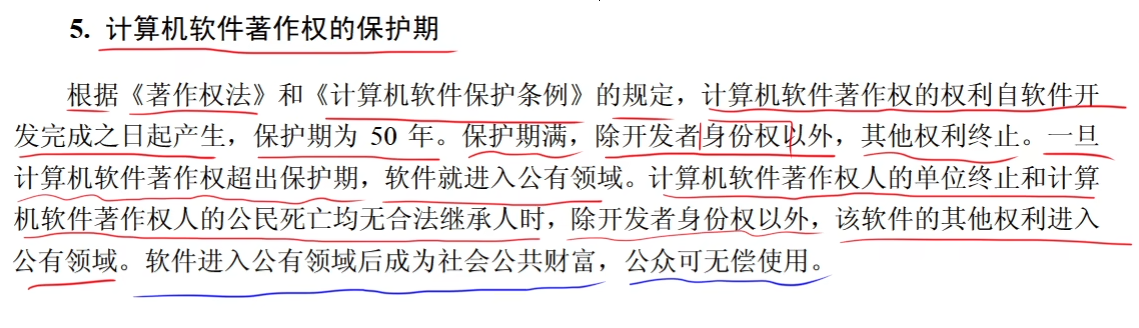 5. 计算机软件著作权的保护期
根据《著作权法》和《计算机软件保护条例》的规定，计算机软件著作权的权利自软件开
发完成之日起产生，保护期为 50 年。保护期满，除开发者身份权以外，其他权利终止。一旦
计算机软件著作权超出保护期，软件就进入公有领域。计算机软件著作权人的单位终止和计算
机软件著作权人的公民死亡均无合法继承人时，除开发者身份权以外，该软件的其他权利进入
公有领域。软件进入公有领域后成为社会公共财富，公众可无偿使用。